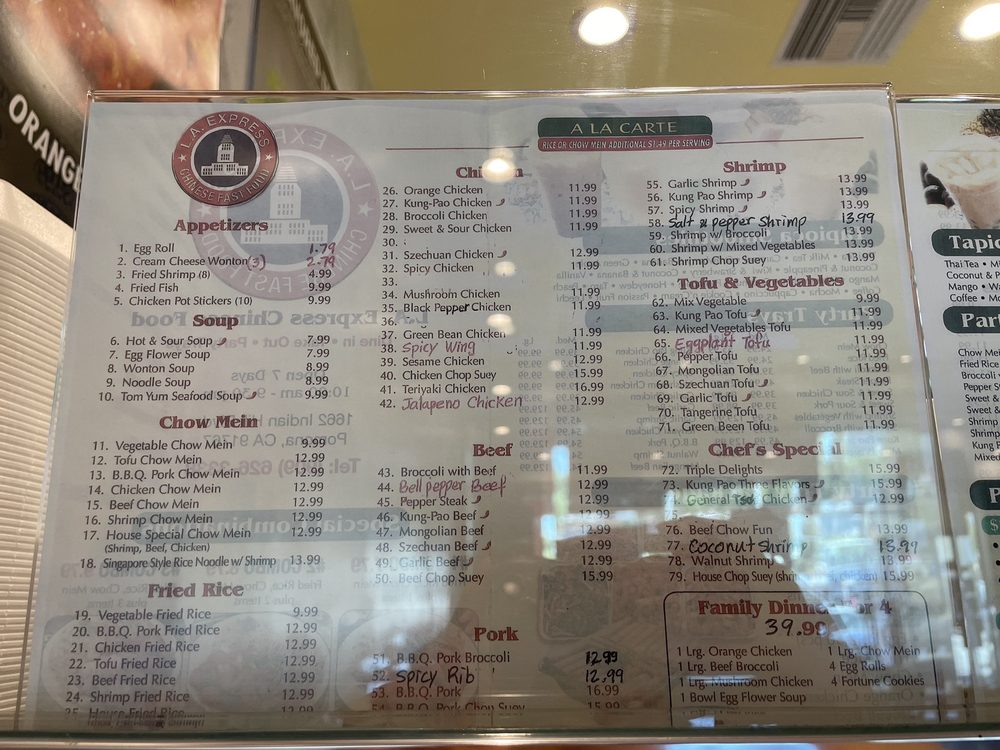 ORANGE
L.A. EXPRESS
CHINESE FAST FOOD
Appetizers
1. Egg Roll 1.79
2. Cream Cheese Wonton (3) 2.79
3. Fried Shrimp (8) 4.99
4. Fried Fish 9.99
5. Chicken Pot Stickers (10) 9.99
Soup
6. Hot & Sour Soup 7.99
7. Egg Flower Soup 7.99
8. Wonton Soup 8.99
9. Noodle Soup 8.99
10. Tom Yum Seafood Soup 9.99
Chow Mein
11. Vegetable Chow Mein 9.99
12. Tofu Chow Mein 12.99
13. B.B.Q. Pork Chow Mein 12.99
14. Chicken Chow Mein 12.99
15. Beef Chow Mein 12.99
16. Shrimp Chow Mein 12.99
17. House Special Chow Mein 12.99
(Shrimp, Beef, Chicken)
18. Singapore Style Rice Noodle w/ Shrimp 13.99
Fried Rice
19. Vegetable Fried Rice 9.99
20. B.B.Q. Pork Fried Rice 12.99
21. Chicken Fried Rice 12.99
22. Tofu Fried Rice 12.99
23. Beef Fried Rice 12.99
24. Shrimp Fried Rice 12.99
25. House Fried Rice
A LA CARTE
RICE OR CHOW MEIN ADDITIONAL $1.49 PER SERVING
Chicken
26. Orange Chicken 11.99
27. Kung-Pao Chicken 11.99
28. Broccoli Chicken 11.99
29. Sweet & Sour Chicken 11.99
30.
31. Szechuan Chicken 12.99
32. Spicy Chicken 11.99
33.
34. Mushroom Chicken 11.99
35. Black Pepper Chicken 11.99
36.
37. Green Bean Chicken 11.99
38. Spicy Wing 11.99
39. Sesame Chicken 12.99
40. Chicken Chop Suey 15.99
41. Teriyaki Chicken 16.99
42. Jalapeno Chicken 12.99
Beef
43. Broccoli with Beef 11.99
44. Bell pepper Beef 12.99
45. Pepper Steak 12.99
46. Kung-Pao Beef 12.99
47. Mongolian Beef 12.99
48. Szechuan Beef 12.99
49. Garlic Beef 12.99
50. Beef Chop Suey 15.99
Pork
51. B.B.Q. Pork Broccoli 12.99
52. Spicy Rib 12.99
53. B.B.Q. Pork 16.99
54. B.B.Q. Pork Chop Suey 15.99
Shrimp
55. Garlic Shrimp 13.99
56. Kung Pao Shrimp 13.99
57. Spicy Shrimp 13.99
58. Salt & pepper Shrimp 13.99
59. Shrimp w/ Broccoli 13.99
60. Shrimp w/ Mixed Vegetables 13.99
61. Shrimp Chop Suey 13.99
Tofu & Vegetables
62. Mix Vegetable 9.99
63. Kung Pao Tofu 11.99
64. Mixed Vegetables Tofu 11.99
65. Eggplant Tofu 11.99
66. Pepper Tofu 11.99
67. Mongolian Tofu 11.99
68. Szechuan Tofu 11.99
69. Garlic Tofu 11.99
70. Tangerine Tofu 11.99
71. Green Been Tofu 11.99
Chef's Special
72. Triple Delights 15.99
73. Kung Pao Three Flavors 15.99
General Tso Chicken 12.99
76. Beef Chow Fun 13.99
77. Coconut Shrimp 13.99
78. Walnut Shrimp 13.99
79. House Chop Suey 15.99
Family Dinner For 4
39.99
1 Lrg. Orange Chicken
1 Lrg. Beef Broccoli
1 Lrg. Mushroom Chicken
1 Bowl Egg Flower Soup
1 Lrg. Chow Mein
4 Egg Rolls
4 Fortune Cookies